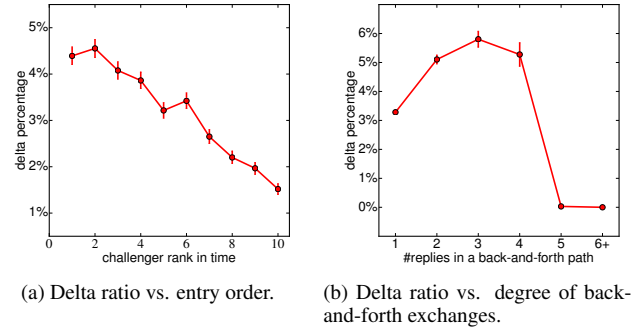 5%
4%
3%
2%
1%
delta percentage
0 2 4 6 8 10
challenger rank in time
(a) Delta ratio vs. entry order.
6%
5%
4%
3%
2%
1%
0%
delta percentage
1 2 3 4 5 6+
#replies in a back-and-forth path
(b) Delta ratio vs. degree of back-
and-forth exchanges.